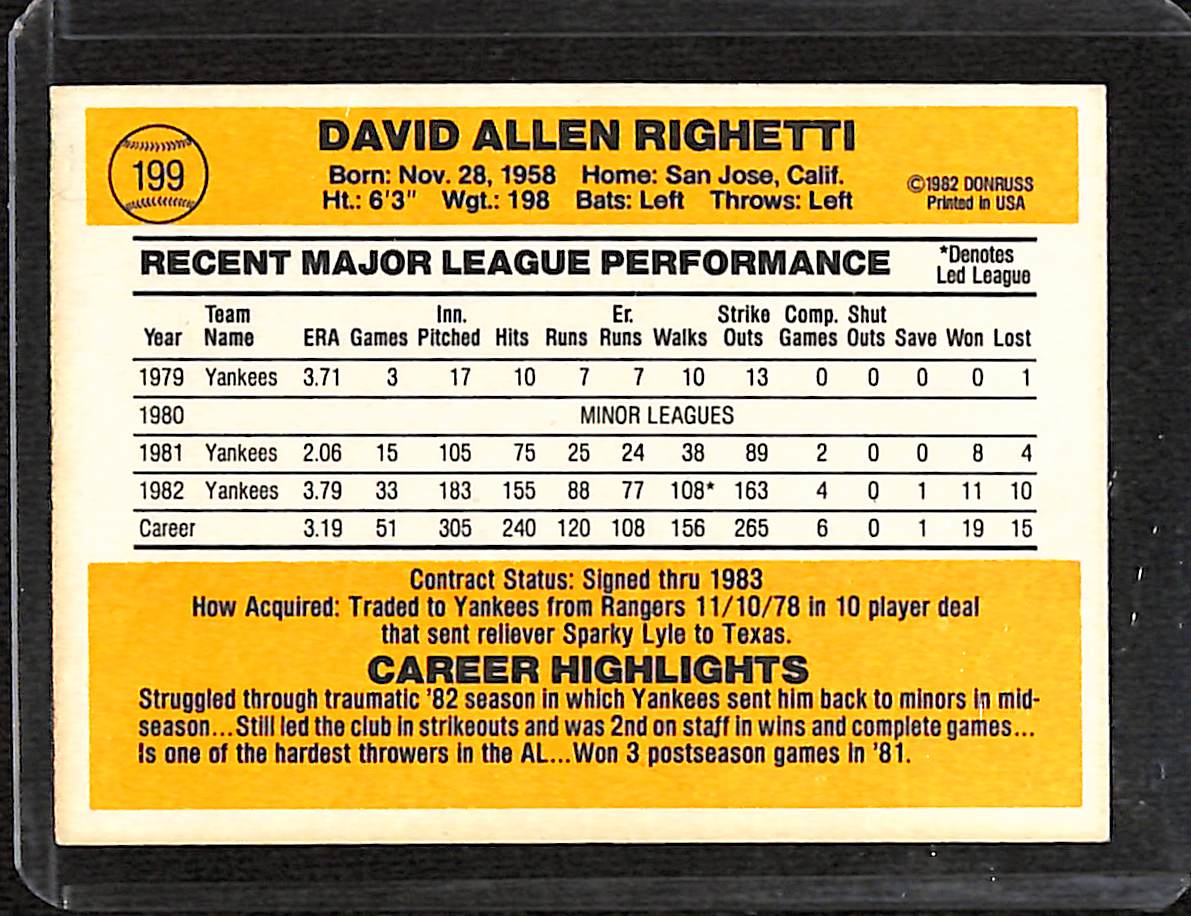 DAVID ALLEN RIGHETTI
199
Born: Nov. 28, 1958 Home: San Jose, Calif.
Ht.: 6'3" Wgt.: 198 Bats: Left Throws: Left
©1982 DONRUSS
Printed in USA
RECENT MAJOR LEAGUE PERFORMANCE
*Denotes
Led League
Team Inn. Er. Strike Comp. Shut
Year Name ERA Games Pitched Hits Runs Runs Walks Outs Games Outs Save Won Lost
1979 Yankees 3.71 3 17 10 7 7 10 13 0 0 0 0 1
1980 MINOR LEAGUES
1981 Yankees 2.06 15 105 75 25 24 38 89 2 0 0 8 4
1982 Yankees 3.79 33 183 155 88 77 108* 163 4 0 1 11 10
Career 3.19 51 305 240 120 108 156 265 6 0 1 19 15
Contract Status: Signed thru 1983
How Acquired: Traded to Yankees from Rangers 11/10/78 in 10 player deal
that sent reliever Sparky Lyle to Texas.
CAREER HIGHLIGHTS
Struggled through traumatic '82 season in which Yankees sent him back to minors in mid-
season...Still led the club in strikeouts and was 2nd on staff in wins and complete games...
Is one of the hardest throwers in the AL...Won 3 postseason games in '81.